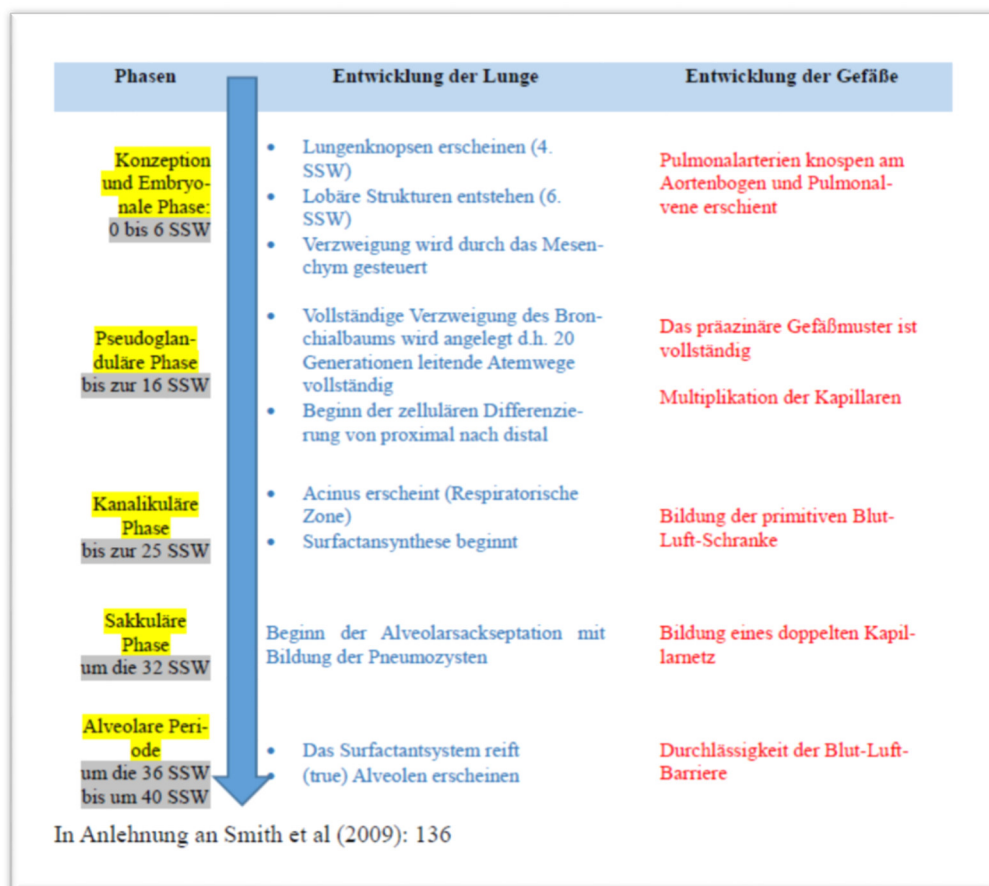 Phasen Entwicklung der Lunge Entwicklung der Gefäße
Konzeption
und Embryo-
nale Phase:
0 bis 6 SSW
• Lungenknopsen erscheinen (4.
SSW)
• Lobäre Strukturen entstehen (6.
SSW)
• Verzweigung wird durch das Mesen-
chym gesteuert
Pulmonalarterien knospen am
Aortenbogen und Pulmonal-
vene erschient
Pseudoglan-
duläre Phase
bis zur 16 SSW
• Vollständige Verzweigung des Bron-
chialbaums wird angelegt d.h. 20
Generationen leitende Atemwege
vollständig
• Beginn der zellulären Differenzie-
rung von proximal nach distal
Das präazinäre Gefäßmuster ist
vollständig
Multiplikation der Kapillaren
Kanalikuläre
Phase
bis zur 25 SSW
• Acinus erscheint (Respiratorische
Zone)
• Surfactansynthese beginnt
Bildung der primitiven Blut-
Luft-Schranke
Sakkuläre
Phase
um die 32 SSW
Beginn der Alveolarsackseptation mit
Bildung der Pneumozysten
Bildung eines doppelten Kapil-
larnetz
Alveolare Peri-
ode
um die 36 SSW
bis um 40 SSW
• Das Surfactantsystem reift
• (true) Alveolen erscheinen
Durchlässigkeit der Blut-Luft-
Barriere
In Anlehnung an Smith et al (2009): 136